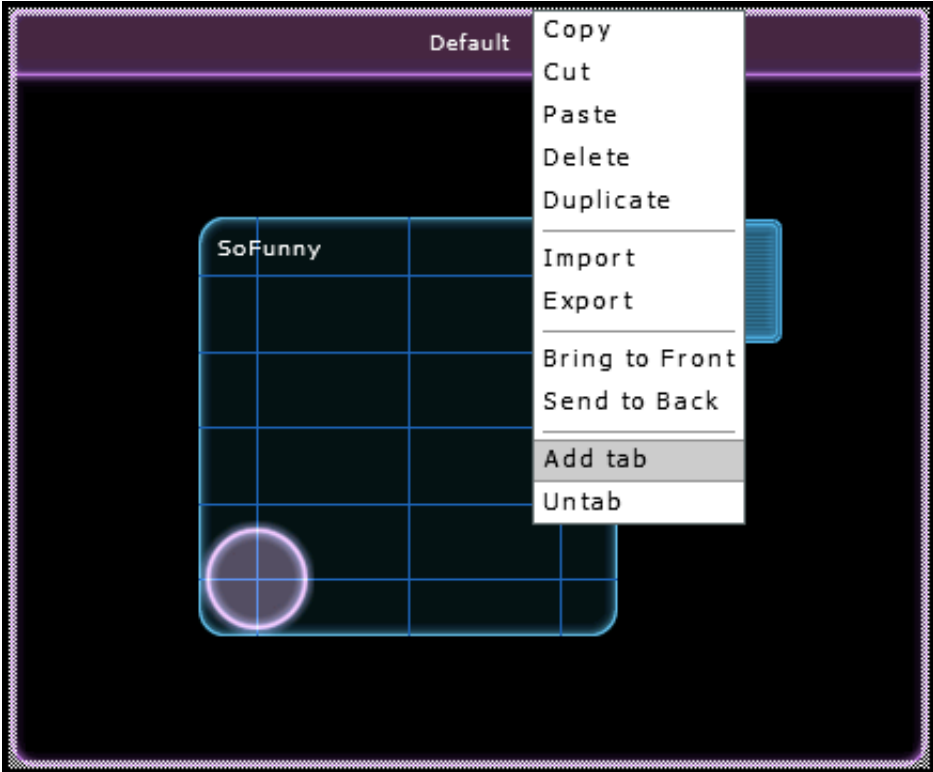 Default
Copy
Cut
Paste
Delete
Duplicate
Import
Export
Bring to Front
Send to Back
Add tab
Untab
SoFunny